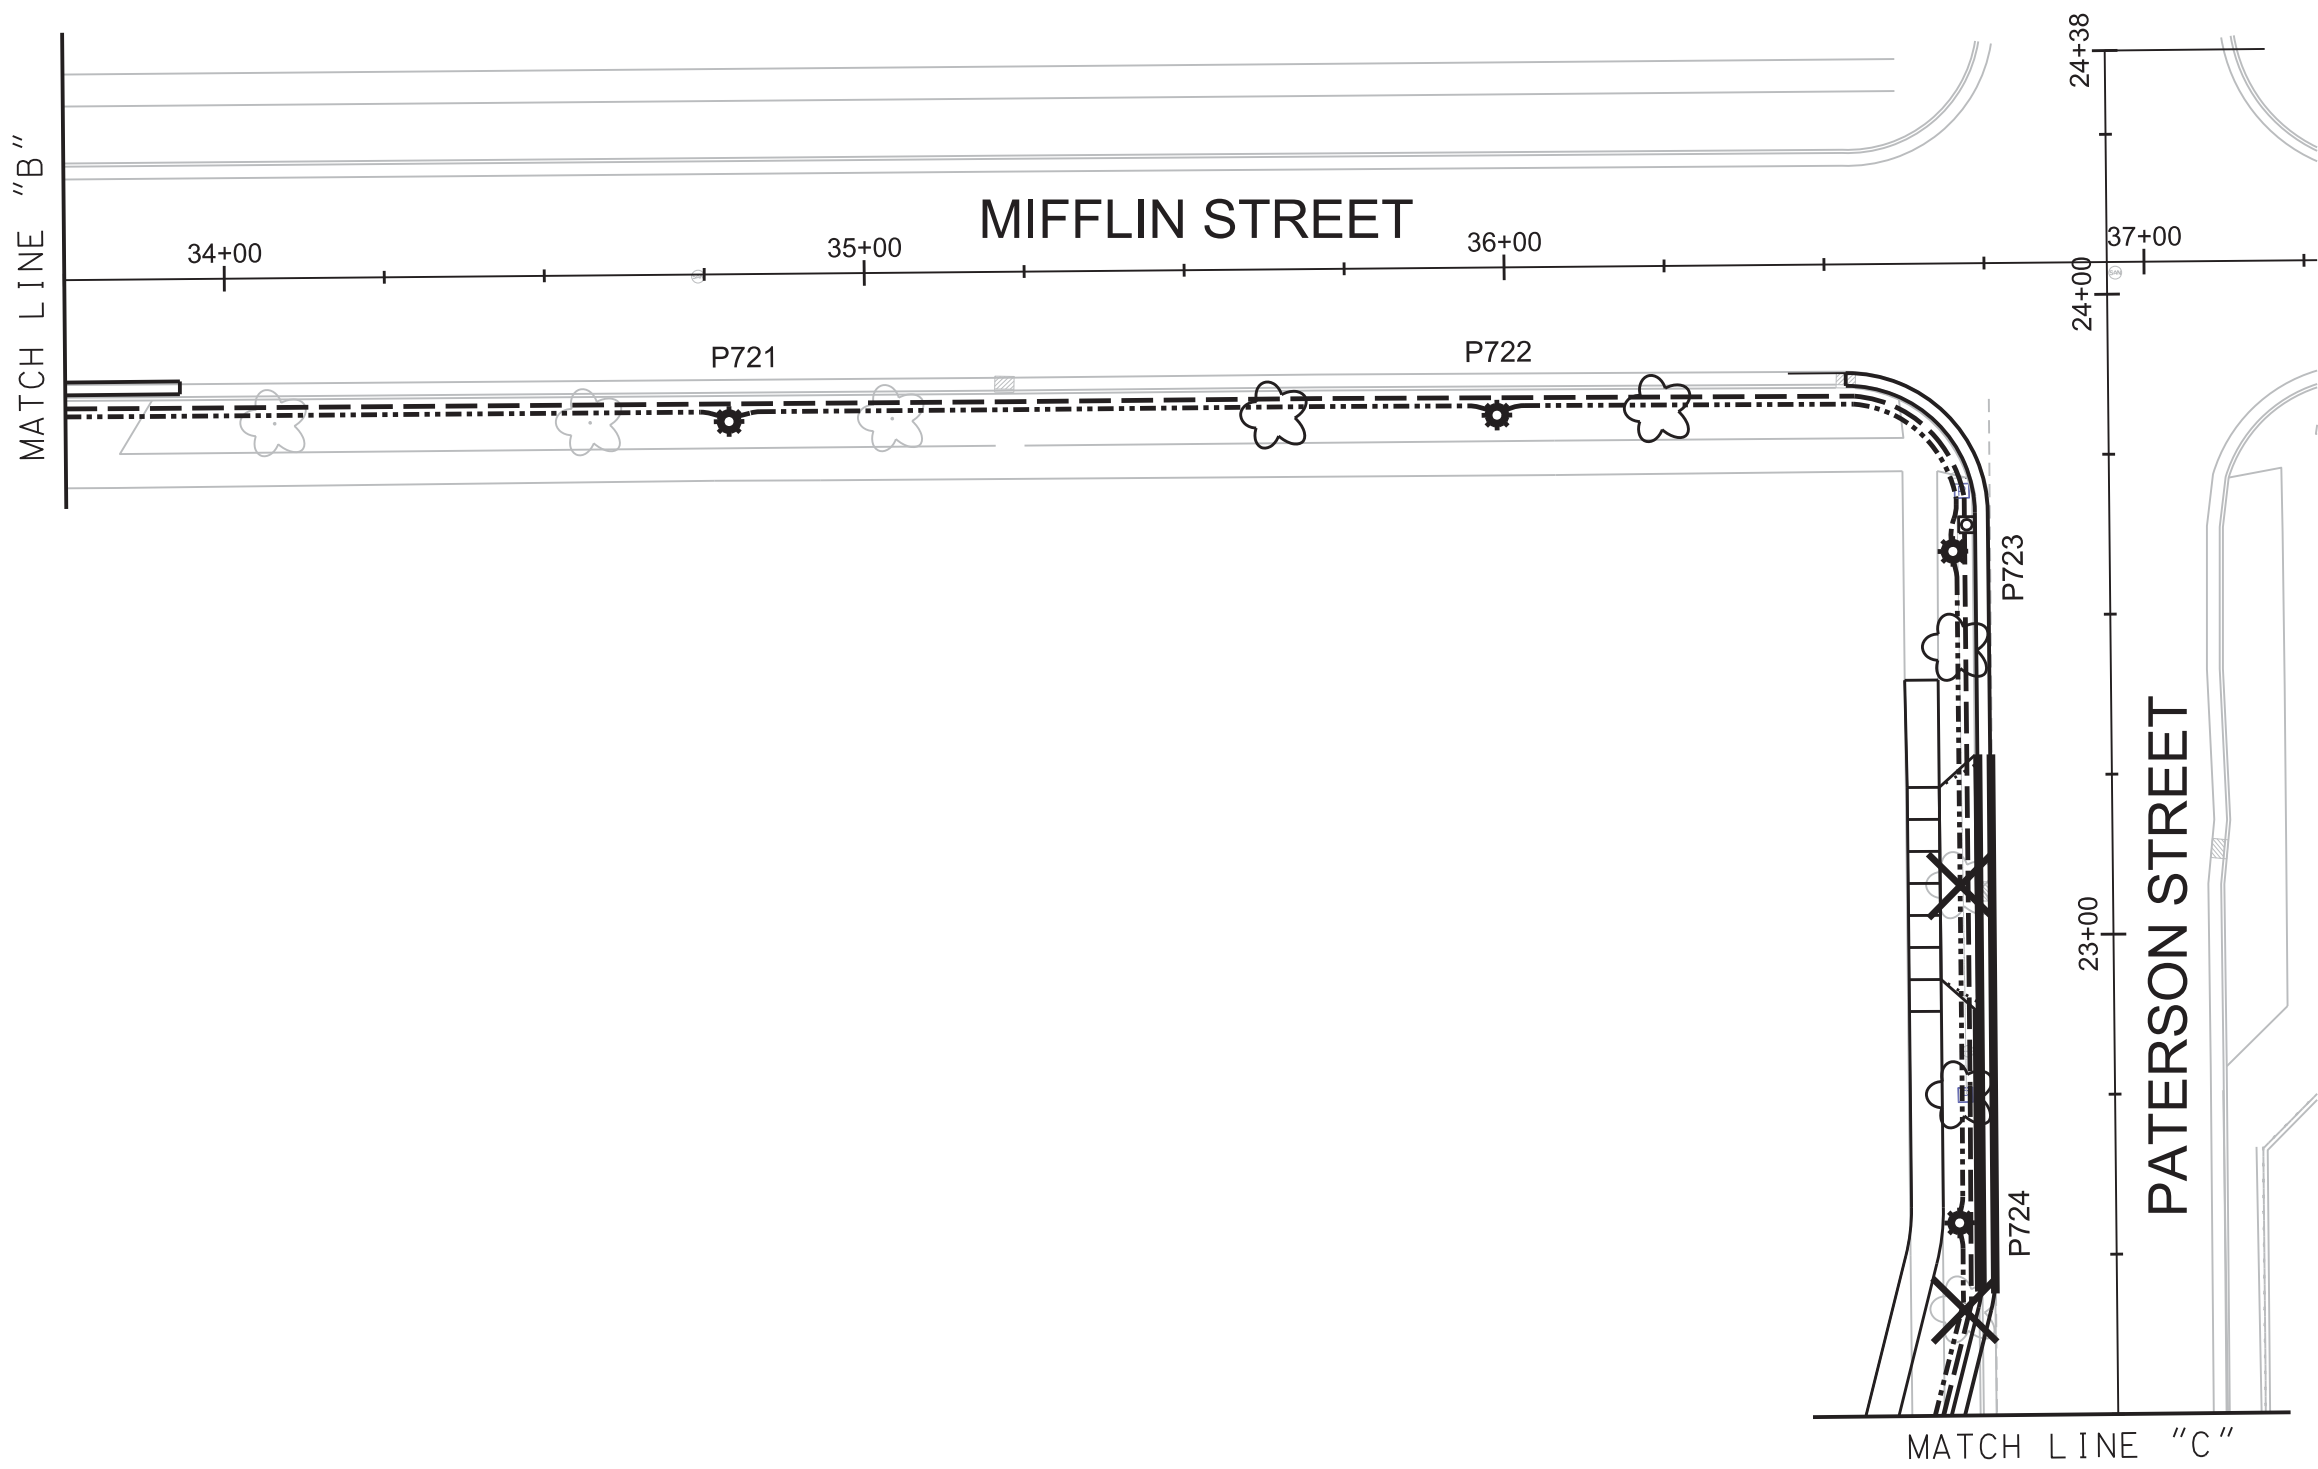 24+38
MATCH LINE "B"
MIFFLIN STREET
34+00
35+00
36+00
37+00
24+00
P721
P722
P723
PATERSON STREET
23+00
P724
MATCH LINE "C"